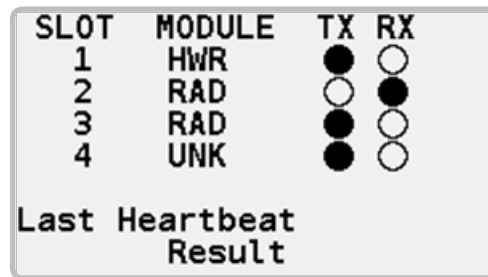 SLOT MODULE TX RX
1 HWR
2 RAD
3 RAD
4 UNK
Last Heartbeat
Result